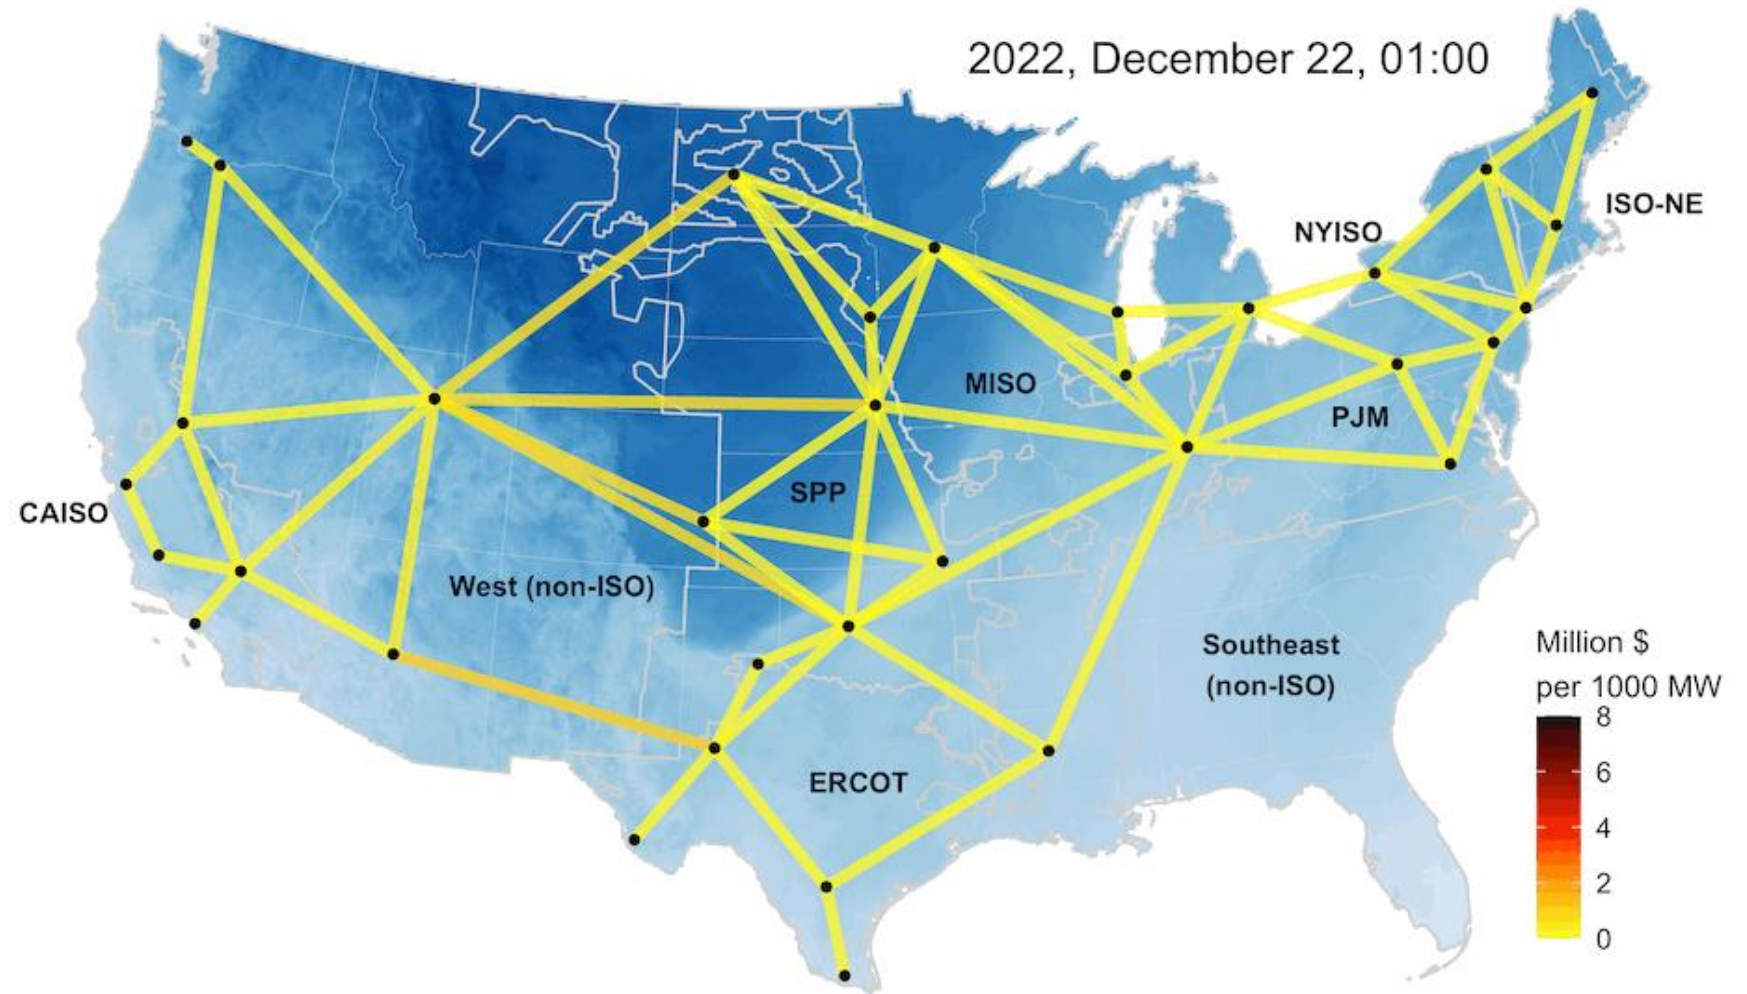 2022, December 22, 01:00
ISO-NE
NYISO
MISO
PJM
SPP
CAISO
West (non-ISO)
Southeast
(non-ISO)
ERCOT
Million $
per 1000 MW
8
6
4
2
0